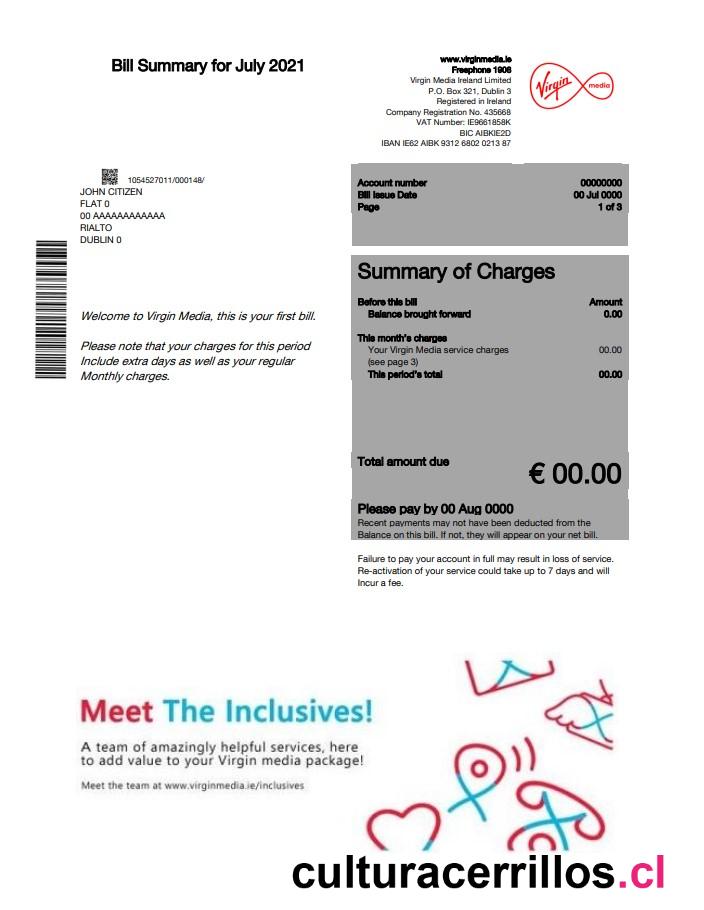 Bill Summary for July 2021
www.virginmedia.ie
Freephone 1908
Virgin Media Ireland Limited
P.O. Box 321, Dublin 3
Registered in Ireland
Company Registration No. 435668
VAT Number: IE9661858K
BIC AIBKIE2D
IBAN IE62 AIBK 9312 6802 0213 87
Virgin media
1054527011/000148/
JOHN CITIZEN
FLAT 0
00 AAAAAAAAAAAA
RIALTO
DUBLIN 0
Account number 00000000
Bill Issue Date 00 Jul 0000
Page 1 of 3
Welcome to Virgin Media, this is your first bill.
Please note that your charges for this period
Include extra days as well as your regular
Monthly charges.
Summary of Charges
Before this bill Amount
Balance brought forward 0.00
This month's charges
Your Virgin Media service charges 00.00
(see page 3)
This period's total 00.00
Total amount due
€ 00.00
Please pay by 00 Aug 0000
Recent payments may not have been deducted from the
Balance on this bill. If not, they will appear on your net bill.
Failure to pay your account in full may result in loss of service.
Re-activation of your service could take up to 7 days and will
Incur a fee.
Meet The Inclusives!
A team of amazingly helpful services, here
to add value to your Virgin media package!
Meet the team at www.virginmedia.ie/inclusives
culturacerrillos.cl